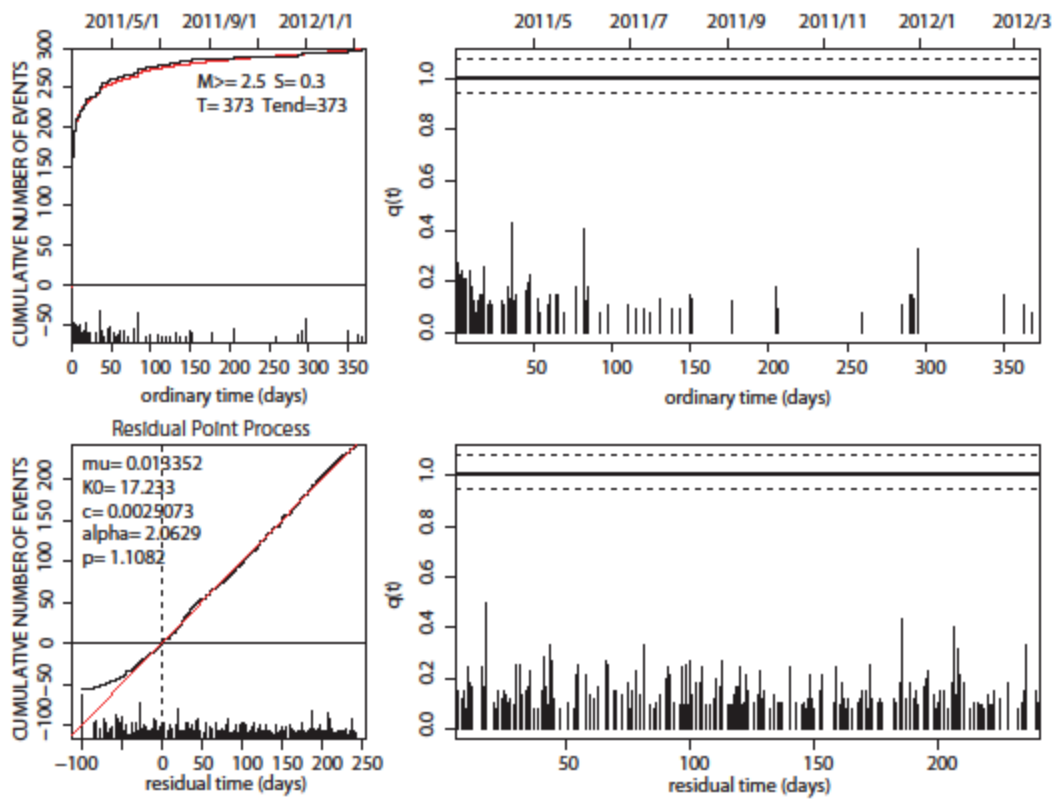 2011/5/1 2011/9/1 2012/1/1
CUMULATIVE NUMBER OF EVENTS
300
250
200
150
100
50
0
−50
M>= 2.5 S= 0.3
T= 373 Tend=373
0 50 100 150 200 250 300 350
ordinary time (days)
2011/5 2011/7 2011/9 2011/11 2012/1 2012/3
q(t)
1.0
0.8
0.6
0.4
0.2
0.0
50 100 150 200 250 300 350
ordinary time (days)
Residual Point Process
CUMULATIVE NUMBER OF EVENTS
200
150
100
50
0
−50
−100
mu= 0.013352
K0= 17.233
c= 0.0029073
alpha= 2.0629
p= 1.1082
−100 0 50 100 150 200 250
residual time (days)
q(t)
1.0
0.8
0.6
0.4
0.2
0.0
50 100 150 200
residual time (days)